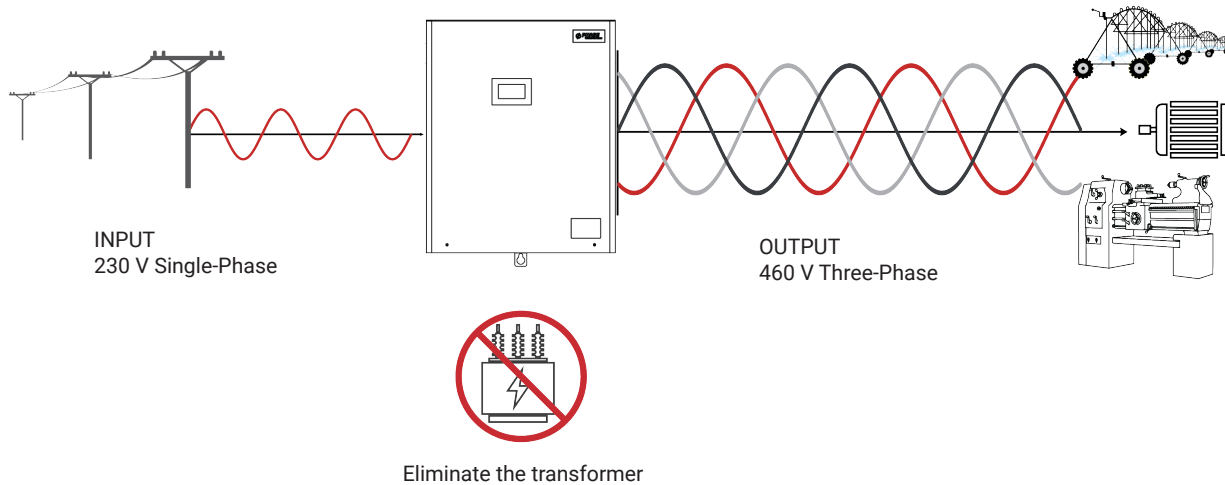 INPUT
230 V Single-Phase
OUTPUT
460 V Three-Phase
Eliminate the transformer